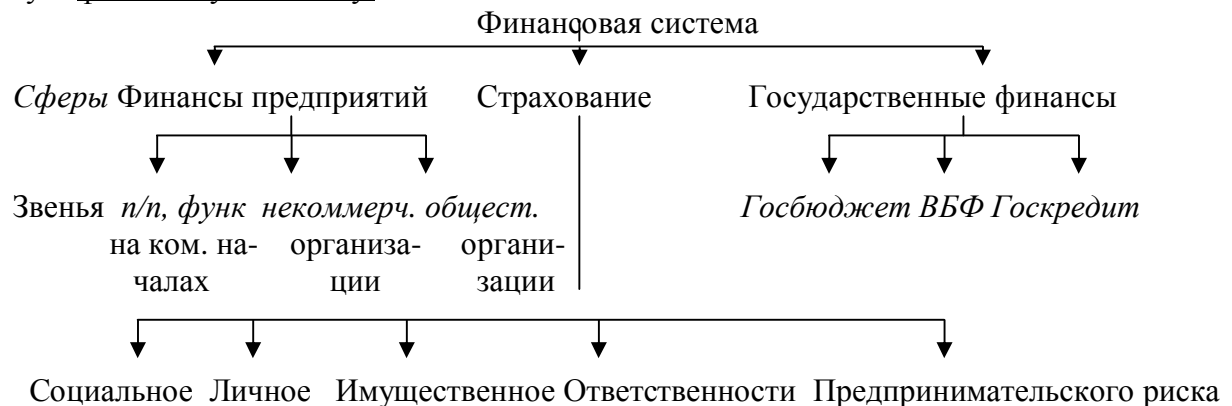 Финансовая система
Сферы Финансы предприятий Страхование Государственные финансы
Звенья п/п, функ некоммерч. общест. Госбюджет ВБФ Госкредит
на ком. на- организа- органи-
чалах ции зации
Социальное Личное Имущественное Ответственности Предпринимательского риска